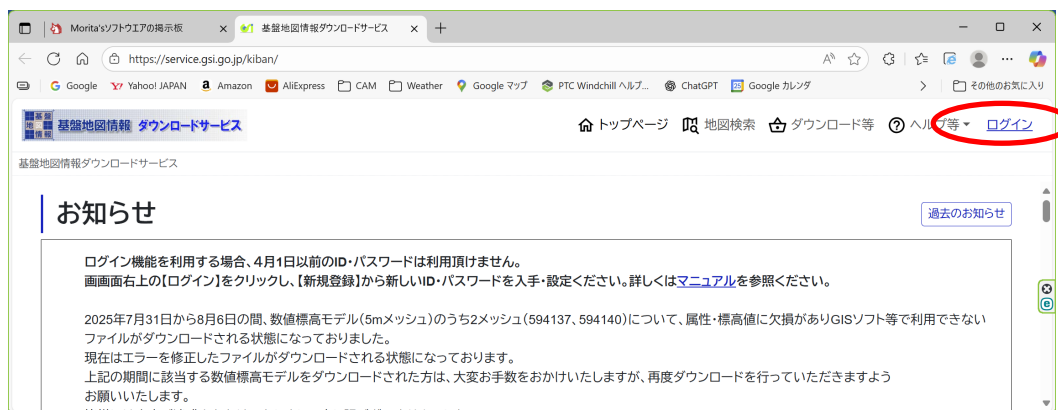 Morita'sソフトウエアの掲示板
基盤地図情報ダウンロードサービス
https://service.gsi.go.jp/kiban/
Google Yahoo! JAPAN Amazon AliExpress CAM Weather Google マップ PTC Windchill ヘルプ... ChatGPT Google カレンダ その他のお気に入り
基盤地図情報 ダウンロードサービス
トップページ 地図検索 ダウンロード等 ヘルプ等 ログイン
基盤地図情報ダウンロードサービス
お知らせ
過去のお知らせ
ログイン機能を利用する場合、4月1日以前のID・パスワードは利用頂けません。
画面右上の【ログイン】をクリックし、【新規登録】から新しいID・パスワードを入手・設定ください。詳しくはマニュアルを参照ください。
2025年7月31日から8月6日の間、数値標高モデル(5mメッシュ)のうち2メッシュ(594137、594140)について、属性・標高値に欠損がありGISソフト等で利用できない
ファイルがダウンロードされる状態になっておりました。
現在はエラーを修正したファイルがダウンロードされる状態になっております。
上記の期間に該当する数値標高モデルをダウンロードされた方は、大変お手数をおかけいたしますが、再度ダウンロードを行っていただきますよう
お願いいたします。